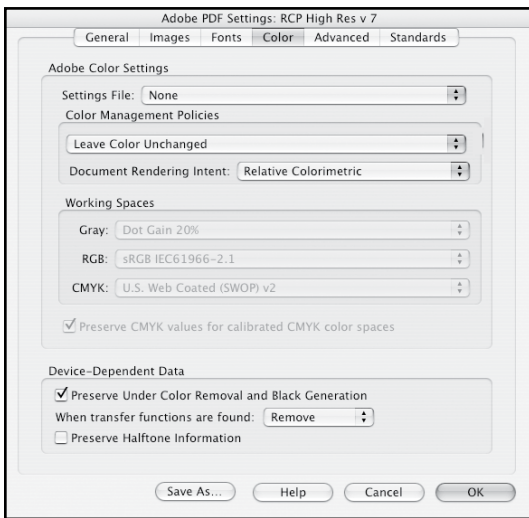 Adobe PDF Settings: RCP High Res v 7
General Images Fonts Color Advanced Standards
Adobe Color Settings
Settings File: None
Color Management Policies
Leave Color Unchanged
Document Rendering Intent: Relative Colorimetric
Working Spaces
Gray: Dot Gain 20%
RGB: sRGB IEC61966-2.1
CMYK: U.S. Web Coated (SWOP) v2
Preserve CMYK values for calibrated CMYK color spaces
Device-Dependent Data
Preserve Under Color Removal and Black Generation
When transfer functions are found: Remove
Preserve Halftone Information
Save As... Help Cancel OK